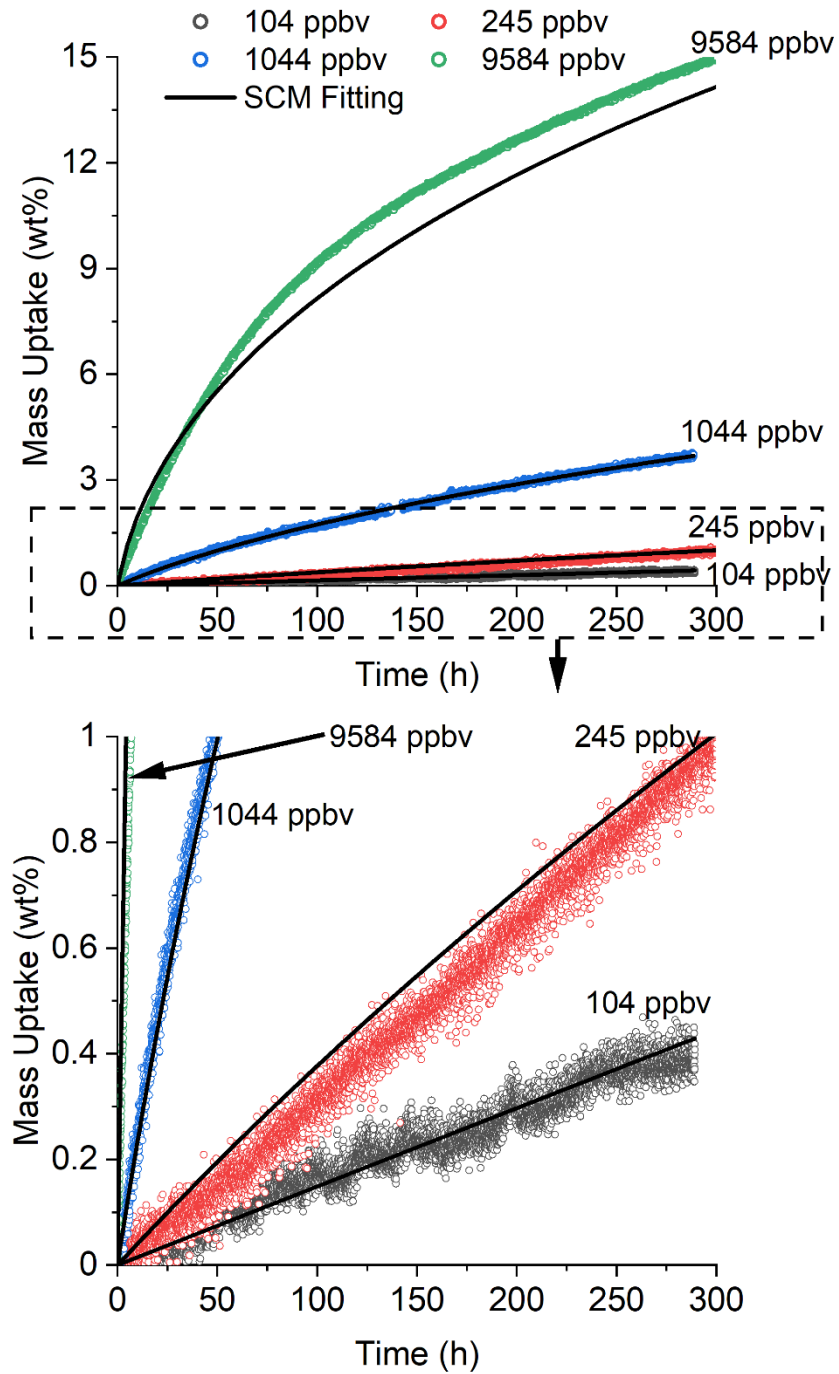 104 ppbv 245 ppbv
1044 ppbv 9584 ppbv
SCM Fitting
9584 ppbv
15
12
9
6
3
0
Mass Uptake (wt%)
1044 ppbv
245 ppbv
104 ppbv
0 50 100 150 200 250 300
Time (h)
9584 ppbv
245 ppbv
1044 ppbv
104 ppbv
1
0.8
0.6
0.4
0.2
0
Mass Uptake (wt%)
0 50 100 150 200 250 300
Time (h)